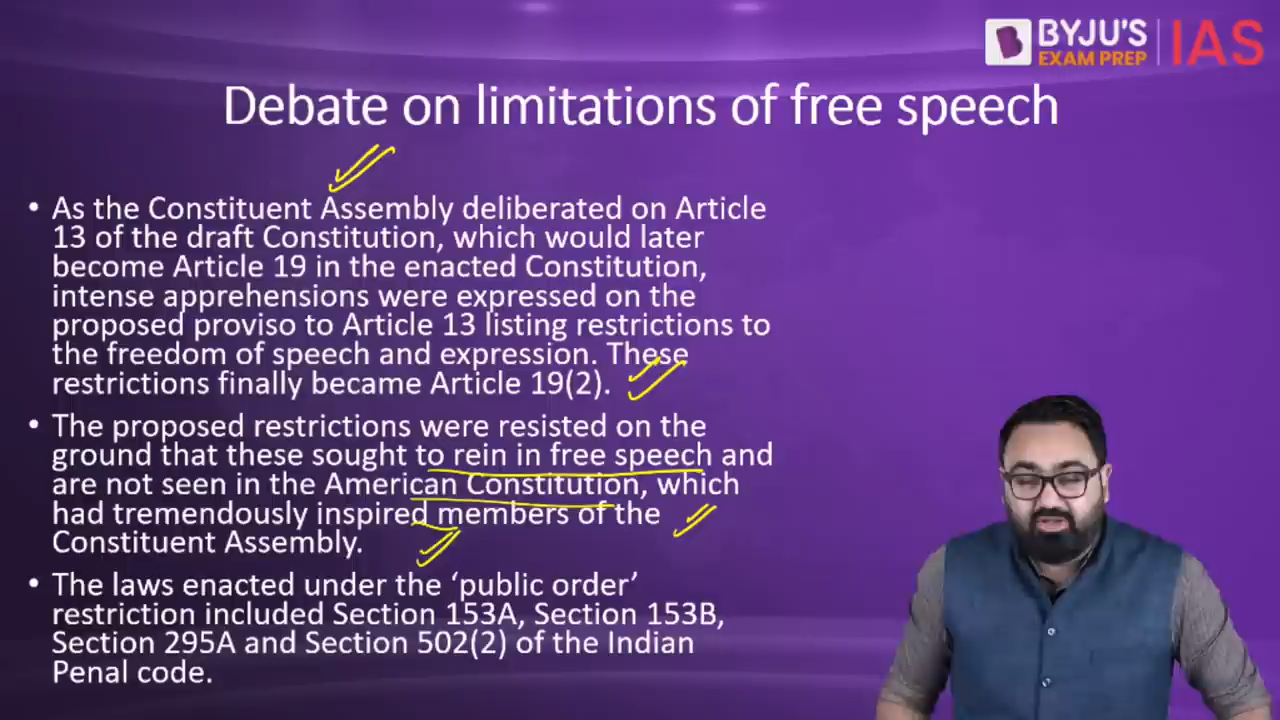 BYJU'S
EXAM PREP
IAS
Debate on limitations of free speech
• As the Constituent Assembly deliberated on Article
13 of the draft Constitution, which would later
become Article 19 in the enacted Constitution,
intense apprehensions were expressed on the
proposed proviso to Article 13 listing restrictions to
the freedom of speech and expression. These
restrictions finally became Article 19(2).
• The proposed restrictions were resisted on the
ground that these sought to rein in free speech and
are not seen in the American Constitution, which
had tremendously inspired members of the
Constituent Assembly.
• The laws enacted under the ‘public order’
restriction included Section 153A, Section 153B,
Section 295A and Section 502(2) of the Indian
Penal code.